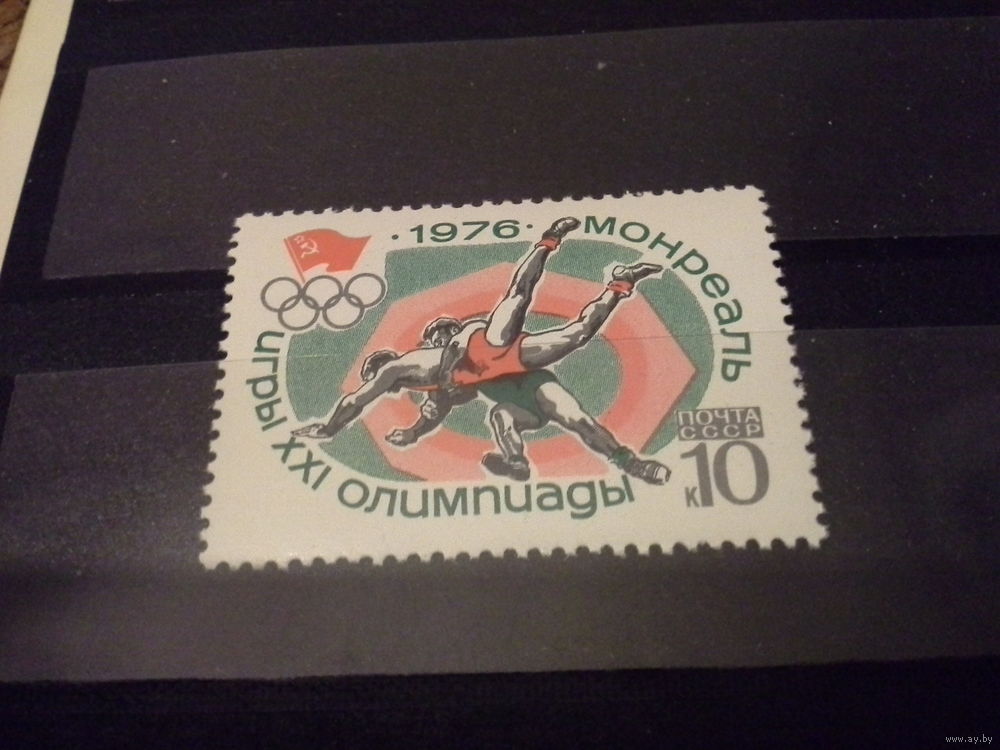 ·1976· МОНРЕАЛЬ
ИГРЫ XXI ОЛИМПИАДЫ
ПОЧТА
СССР
к10
www.ay.by